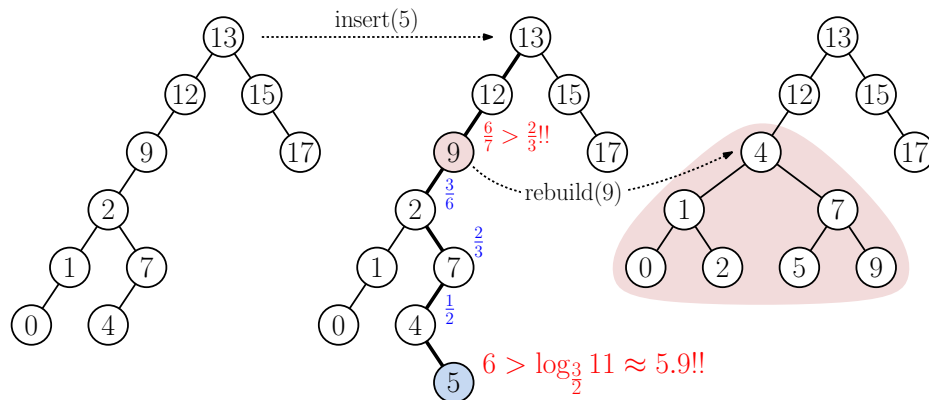 insert(5)
13 13 13
12 15 12 15 12 15
9 17 9 6/7 > 2/3!! 17 4 17
rebuild(9)
2 2 3/6 1 7
2/3
1 7 1 7 0 2 5 9
1/2
0 4 0 4
5 6 > log_{3/2} 11 ≈ 5.9!!